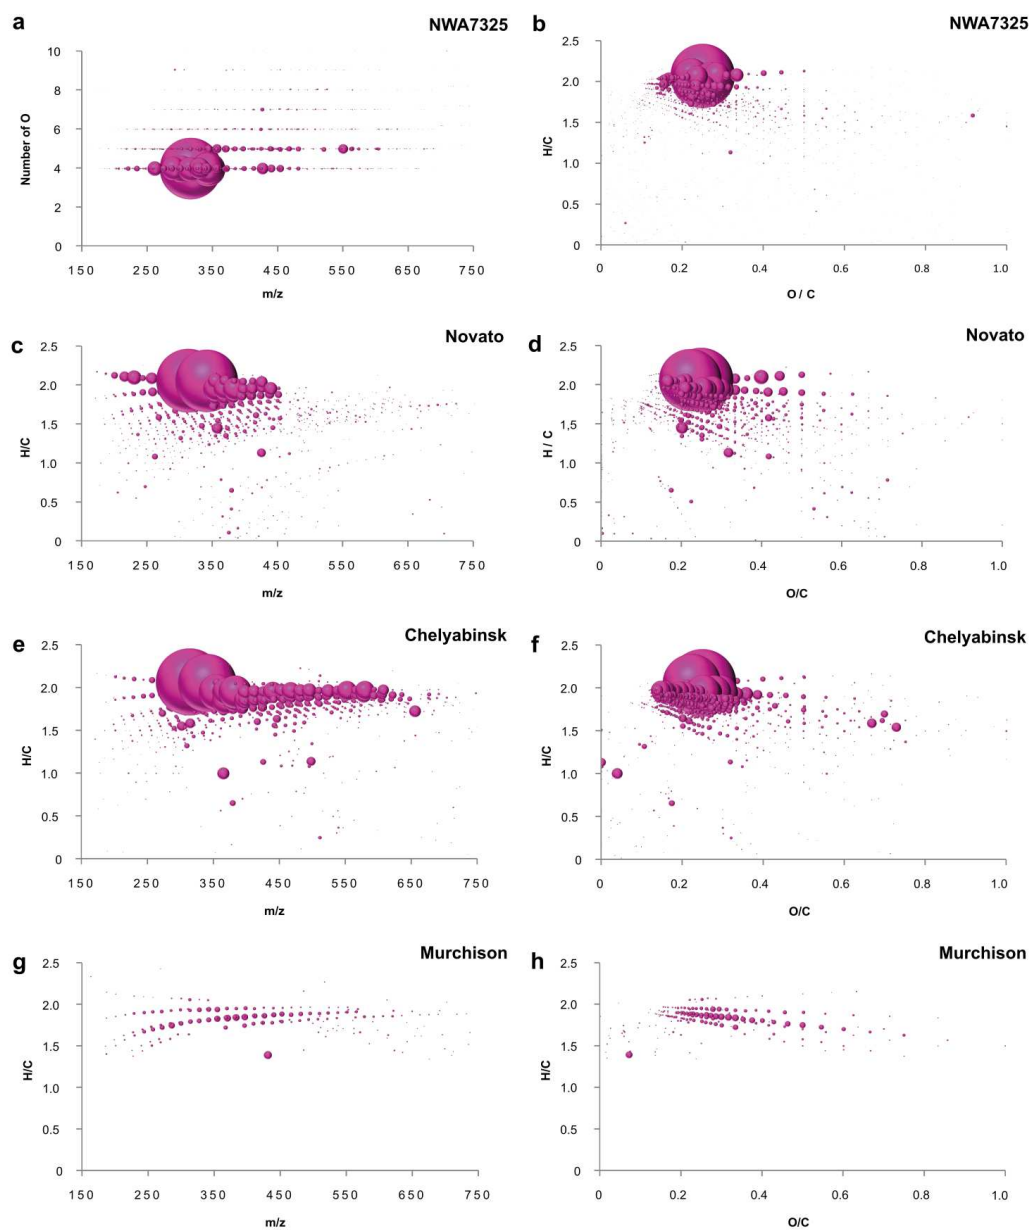 a NWA7325
10
8
6
4
2
0
Number of O
150 250 350 450 550 650 750
m/z
b NWA7325
2.5
2.0
1.5
1.0
0.5
0
H/C
0 0.2 0.4 0.6 0.8 1.0
O / C
c Novato
2.5
2.0
1.5
1.0
0.5
0
H/C
150 250 350 450 550 650 750
m/z
d Novato
2.5
2.0
1.5
1.0
0.5
0
H / C
0 0.2 0.4 0.6 0.8 1.0
O/C
e Chelyabinsk
2.5
2.0
1.5
1.0
0.5
0
H/C
150 250 350 450 550 650 750
m/z
f Chelyabinsk
2.5
2.0
1.5
1.0
0.5
0
H/C
0 0.2 0.4 0.6 0.8 1.0
O/C
g Murchison
2.5
2.0
1.5
1.0
0.5
0
H/C
150 250 350 450 550 650 750
m/z
h Murchison
2.5
2.0
1.5
1.0
0.5
0
H/C
0 0.2 0.4 0.6 0.8 1.0
O/C